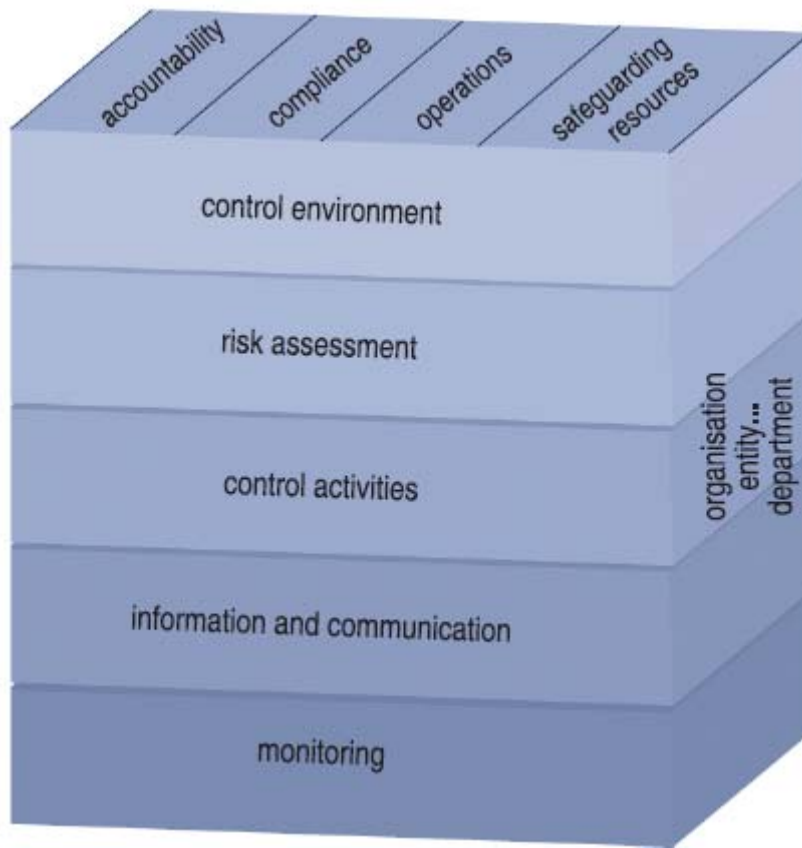 accountability
compliance
operations
safeguarding
resources
control environment
risk assessment
control activities
information and communication
monitoring
organisation
entity...
department